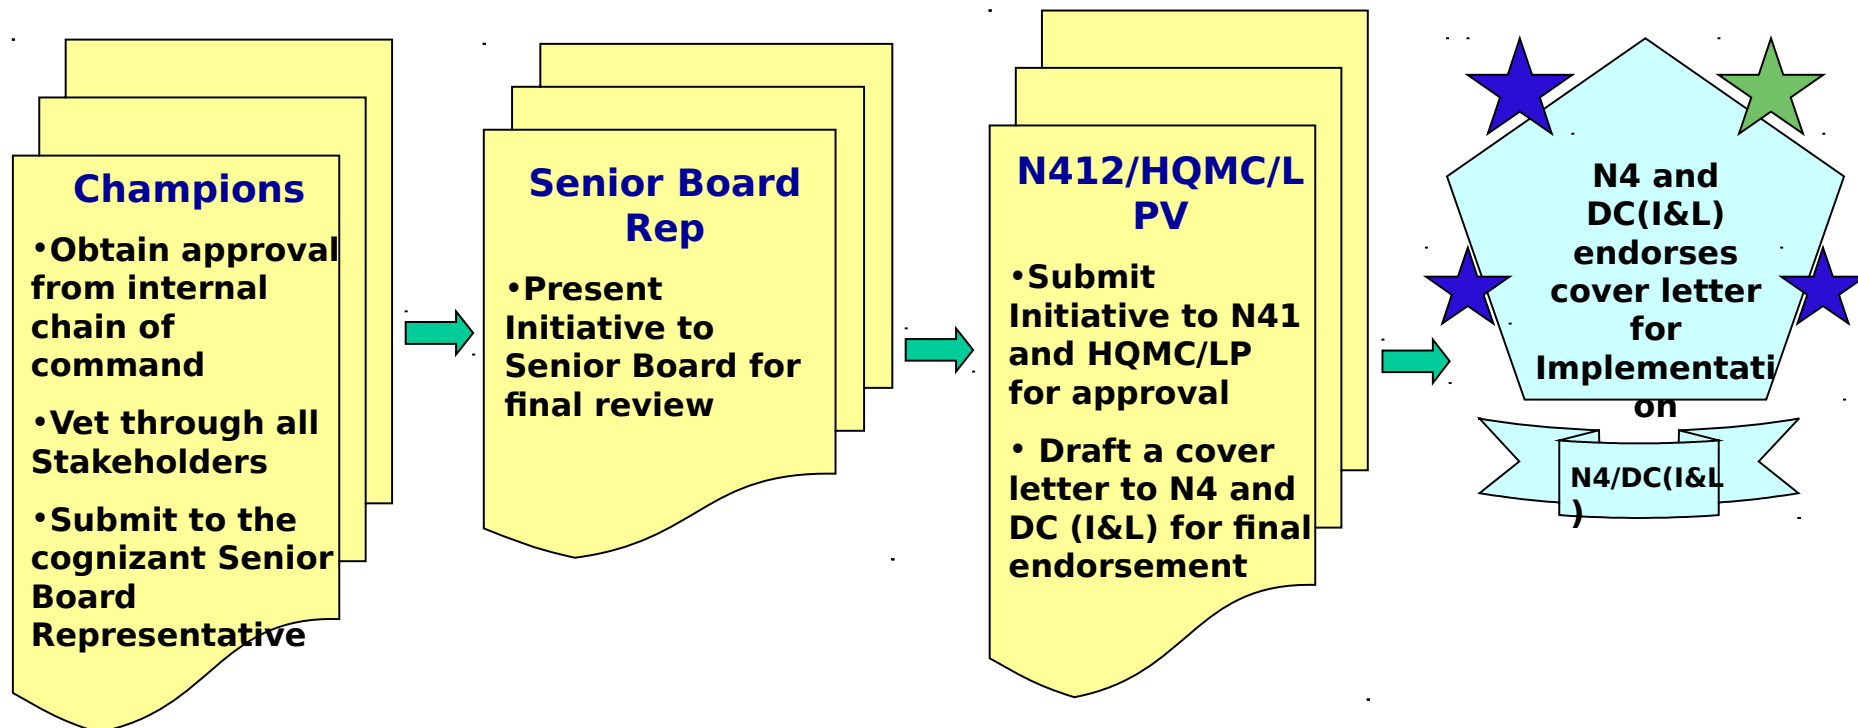 Champions
•Obtain approval
from internal
chain of
command
•Vet through all
Stakeholders
•Submit to the
cognizant Senior
Board
Representative
Senior Board
Rep
•Present
Initiative to
Senior Board for
final review
N412/HQMC/L
PV
•Submit
Initiative to N41
and HQMC/LP
for approval
• Draft a cover
letter to N4 and
DC (I&L) for final
endorsement
N4 and
DC(I&L)
endorses
cover letter
for
Implementati
on
N4/DC(I&L
)